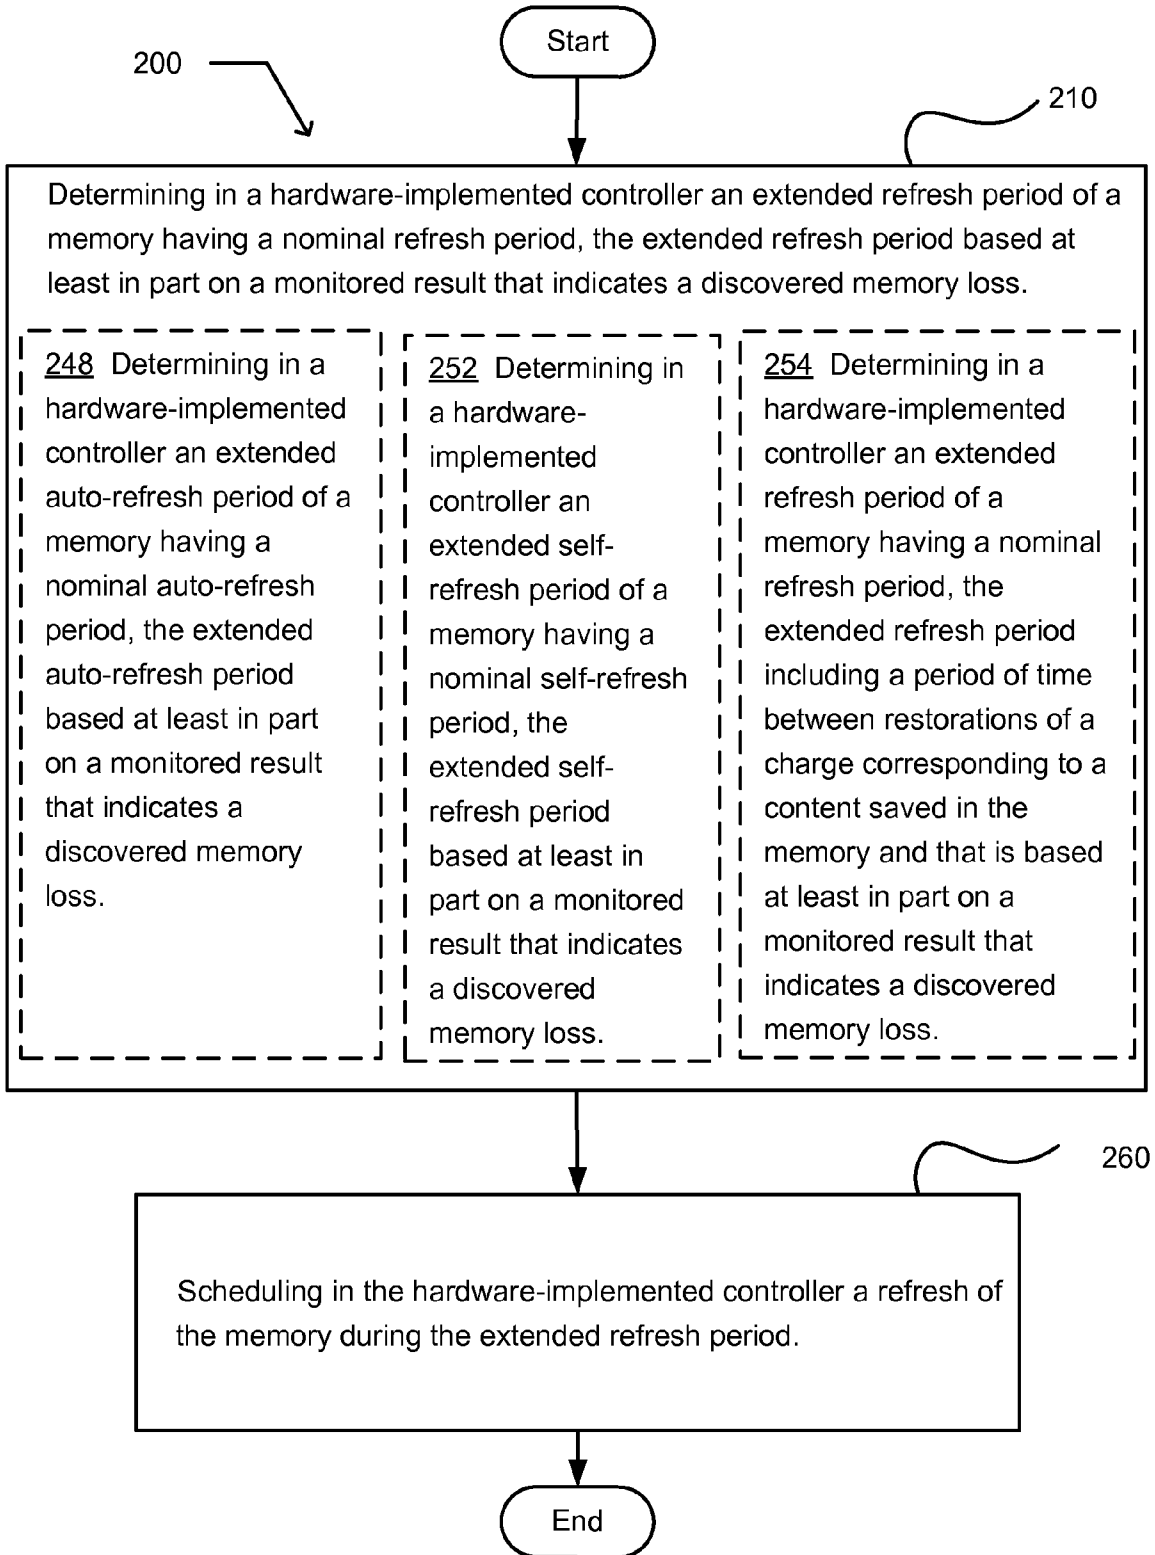 Start
200
210
Determining in a hardware-implemented controller an extended refresh period of a
memory having a nominal refresh period, the extended refresh period based at
least in part on a monitored result that indicates a discovered memory loss.
248 Determining in a
hardware-implemented
controller an extended
auto-refresh period of a
memory having a
nominal auto-refresh
period, the extended
auto-refresh period
based at least in part
on a monitored result
that indicates a
discovered memory
loss.
252 Determining in
a hardware-
implemented
controller an
extended self-
refresh period of a
memory having a
nominal self-refresh
period, the
extended self-
refresh period
based at least in
part on a monitored
result that indicates
a discovered
memory loss.
254 Determining in a
hardware-implemented
controller an extended
refresh period of a
memory having a nominal
refresh period, the
extended refresh period
including a period of time
between restorations of a
charge corresponding to a
content saved in the
memory and that is based
at least in part on a
monitored result that
indicates a discovered
memory loss.
260
Scheduling in the hardware-implemented controller a refresh of
the memory during the extended refresh period.
End